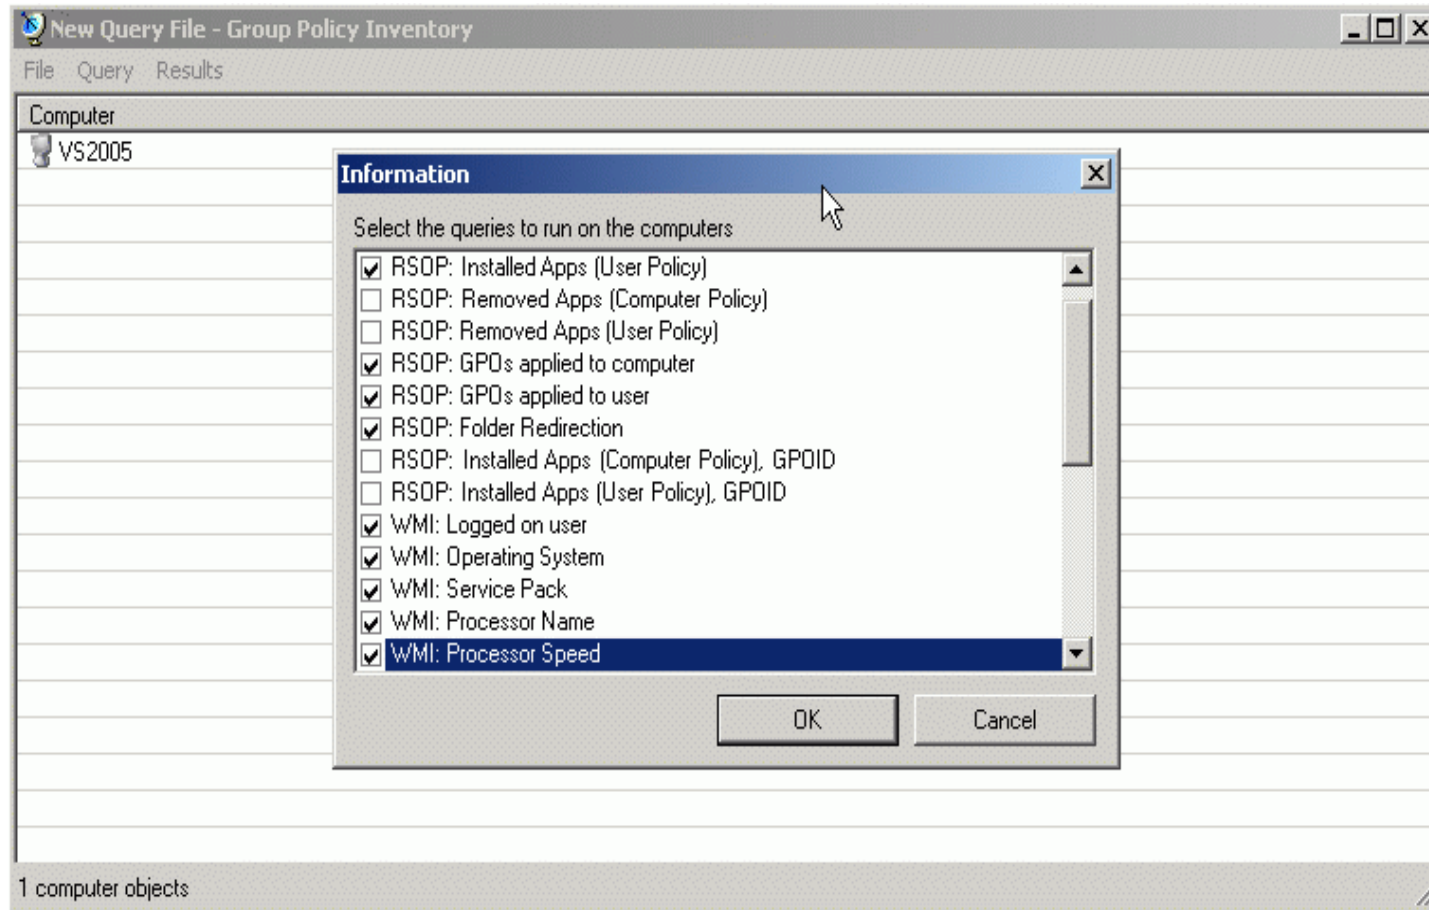 New Query File - Group Policy Inventory
File Query Results
Computer
VS2005
Information
Select the queries to run on the computers
RSOP: Installed Apps (User Policy)
RSOP: Removed Apps (Computer Policy)
RSOP: Removed Apps (User Policy)
RSOP: GPOs applied to computer
RSOP: GPOs applied to user
RSOP: Folder Redirection
RSOP: Installed Apps (Computer Policy), GPOID
RSOP: Installed Apps (User Policy), GPOID
WMI: Logged on user
WMI: Operating System
WMI: Service Pack
WMI: Processor Name
WMI: Processor Speed
OK Cancel
1 computer objects